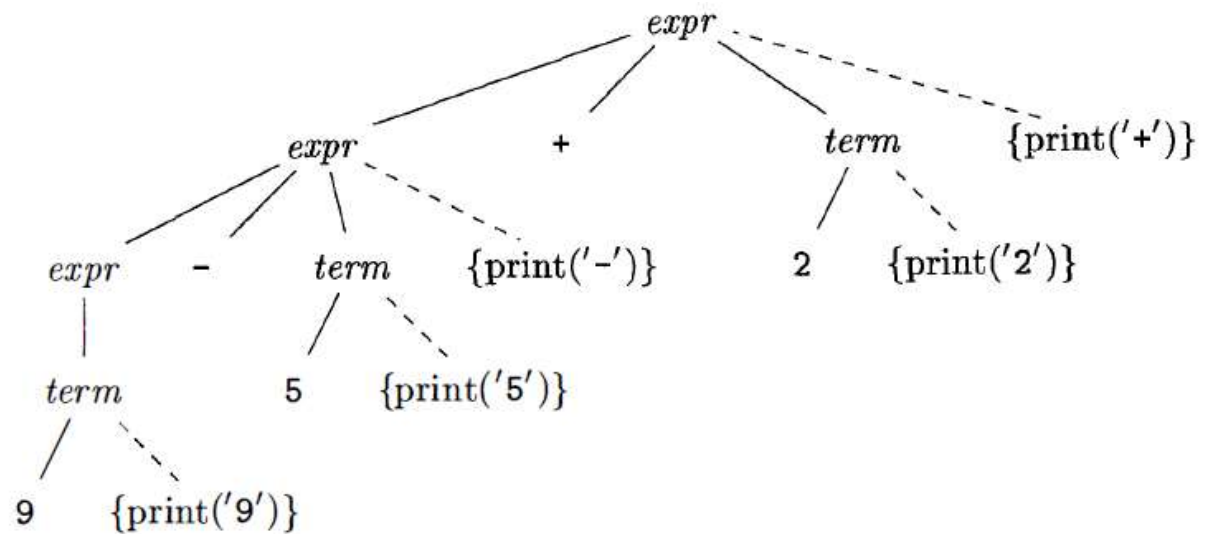 expr
expr + term {print('+')}
expr - term {print('-')} 2 {print('2')}
term 5 {print('5')}
9 {print('9')}